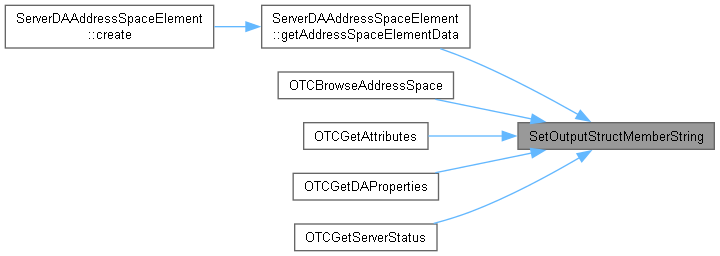 ServerDAAddressSpaceElement
::create
ServerDAAddressSpaceElement
::getAddressSpaceElementData
OTCBrowseAddressSpace
OTCGetAttributes
SetOutputStructMemberString
OTCGetDAProperties
OTCGetServerStatus